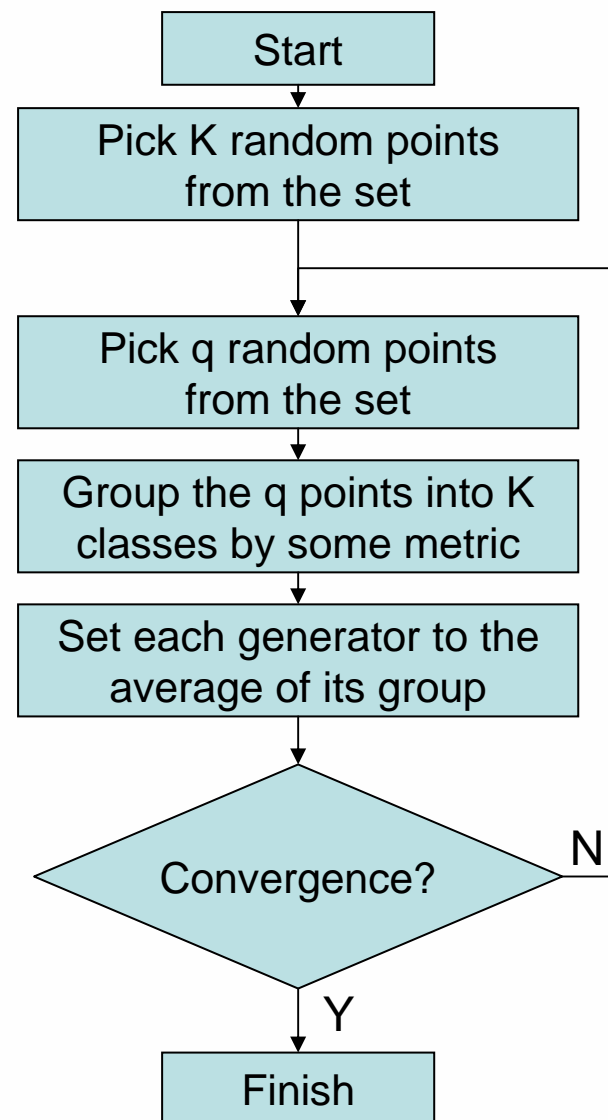 Start
Pick K random points
from the set
Pick q random points
from the set
Group the q points into K
classes by some metric
Set each generator to the
average of its group
Convergence?
N
Y
Finish